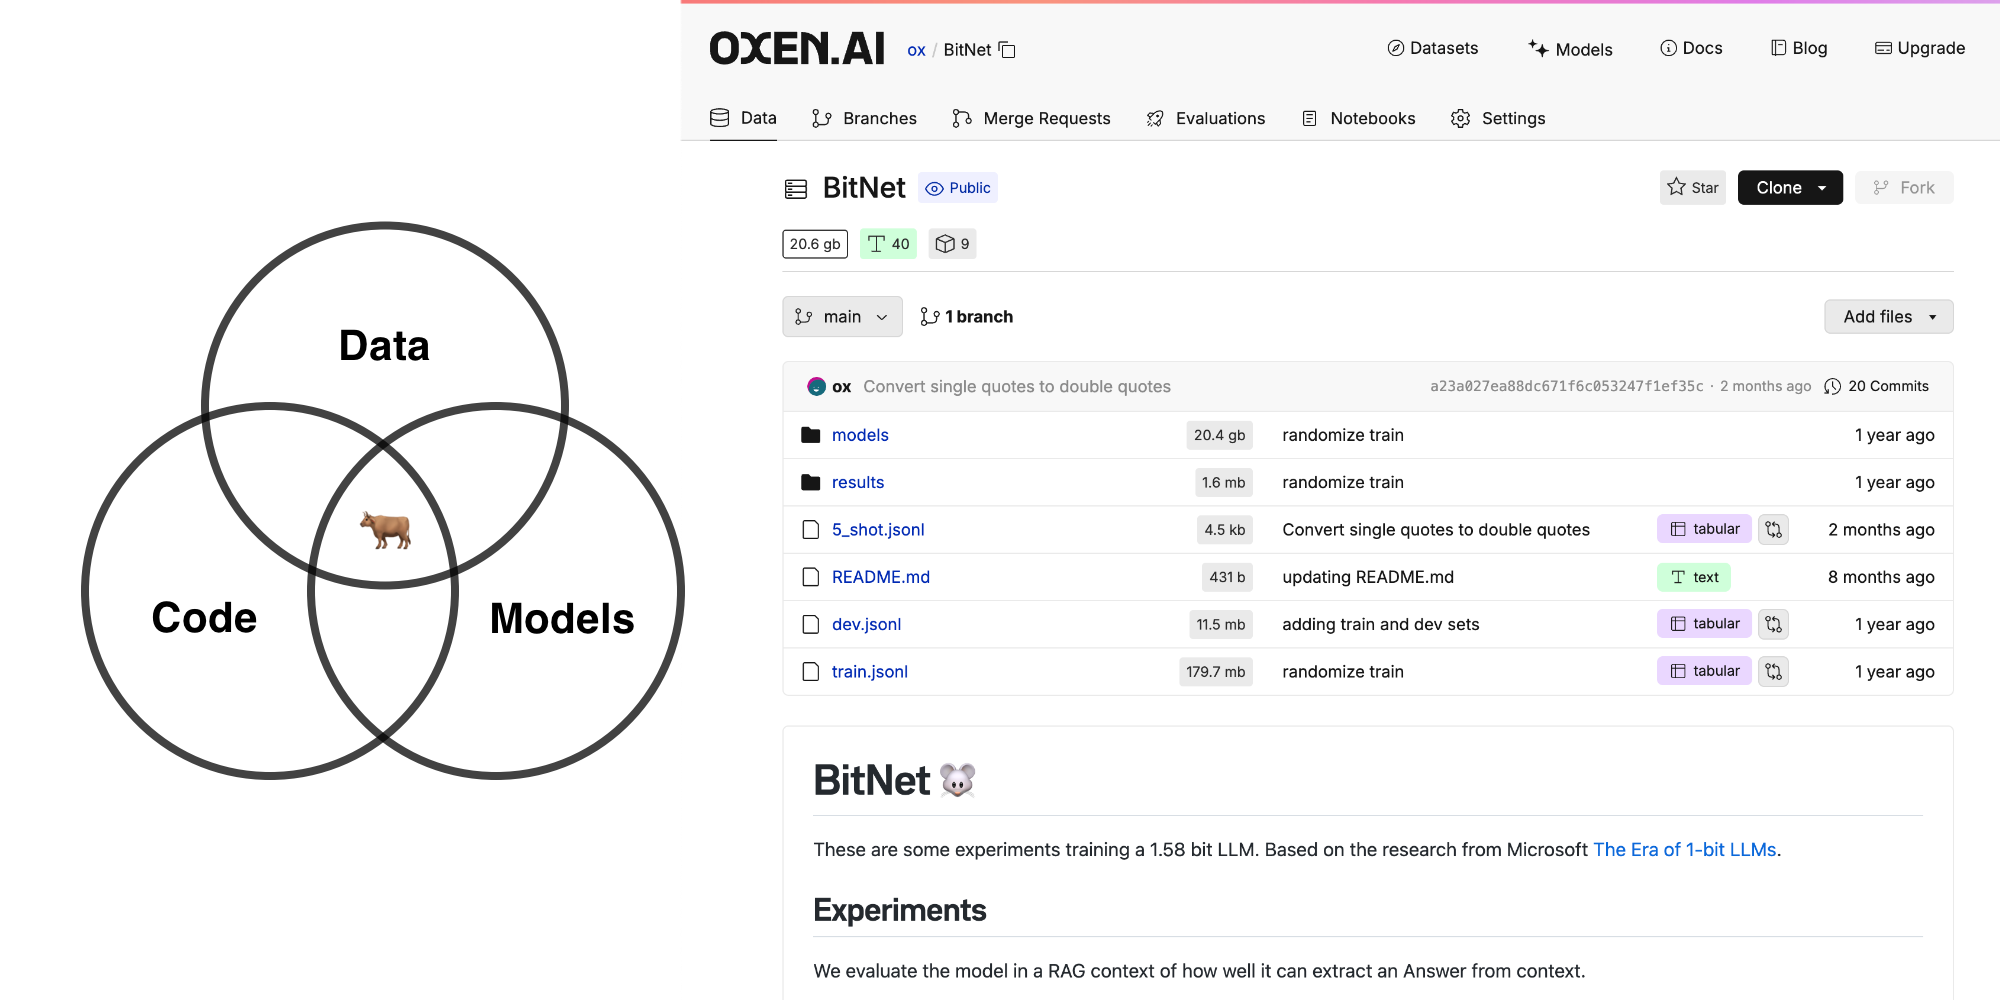 Data
Code
Models
OXEN.AI ox / BitNet
Datasets Models Docs Blog Upgrade
Data Branches Merge Requests Evaluations Notebooks Settings
BitNet Public
Star Clone Fork
20.6 gb 40 9
main 1 branch Add files
ox Convert single quotes to double quotes a23a027ea88dc671f6c053247f1ef35c · 2 months ago 20 Commits
models 20.4 gb randomize train 1 year ago
results 1.6 mb randomize train 1 year ago
5_shot.jsonl 4.5 kb Convert single quotes to double quotes tabular 2 months ago
README.md 431 b updating README.md text 8 months ago
dev.jsonl 11.5 mb adding train and dev sets tabular 1 year ago
train.jsonl 179.7 mb randomize train tabular 1 year ago
BitNet 🐭
These are some experiments training a 1.58 bit LLM. Based on the research from Microsoft The Era of 1-bit LLMs.
Experiments
We evaluate the model in a RAG context of how well it can extract an Answer from context.